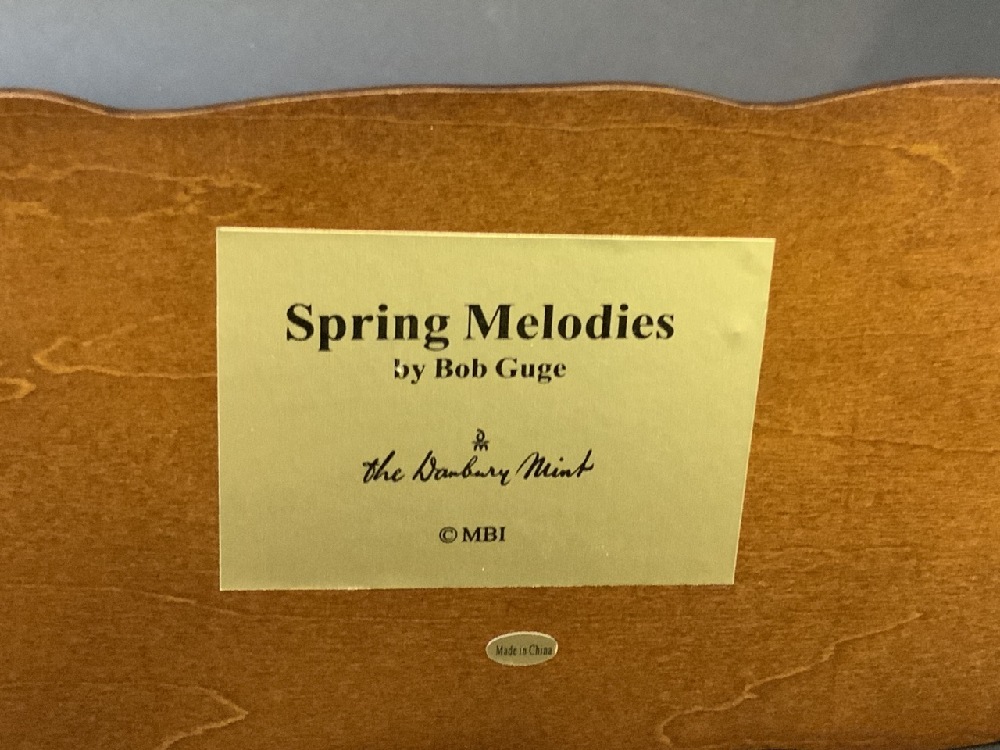 Spring Melodies
by Bob Guge
the Danbury Mint
© MBI
Made in China